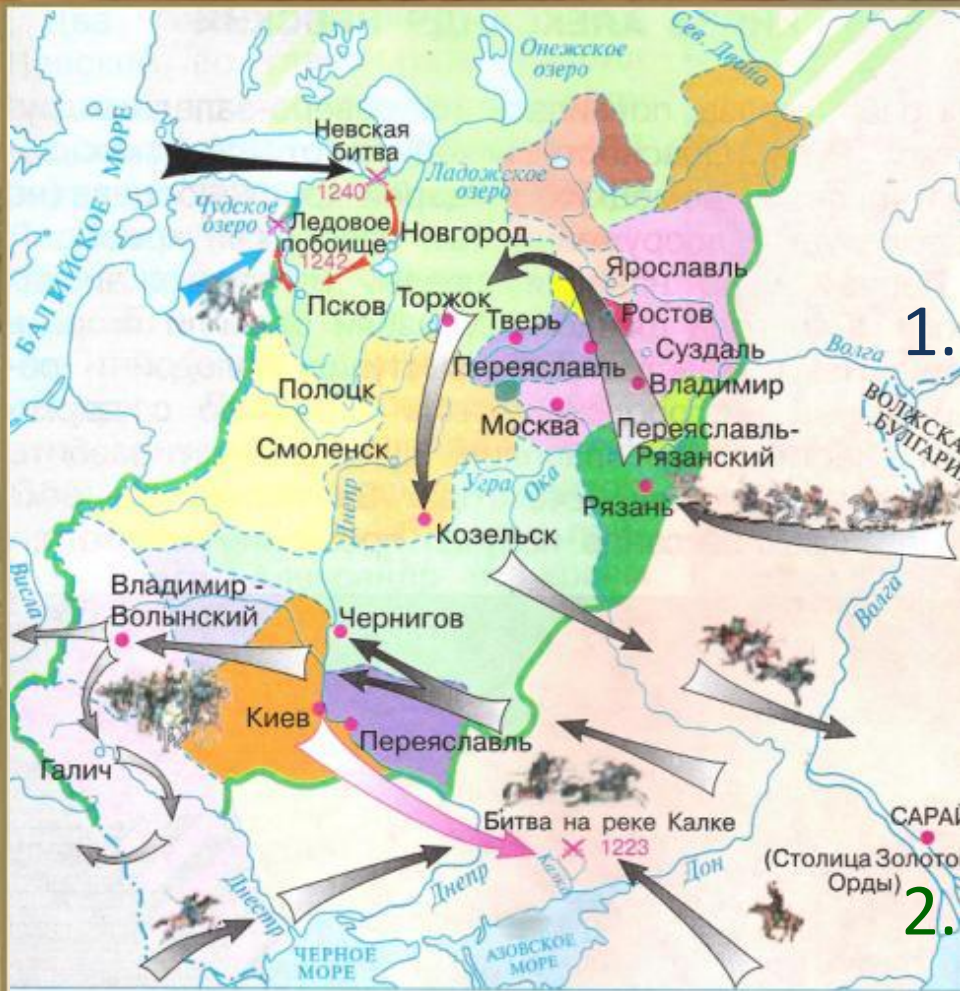 Сев. Двина
Онежское
озеро
БАЛТИЙСКОЕ МОРЕ
Невская
битва
1240
Ладожское
озеро
Чудское
озеро
Ледовое
побоище
1242
Новгород
Псков
Торжок
Ярославль
Тверь
Ростов
Переяславль
Суздаль
Волга
1.
Полоцк
Владимир
ВОЛЖСКА
БУЛГАРИ
Москва
Переяславль-
Рязанский
Смоленск
Угра
Ока
Рязань
Днепр
Козельск
Висла
Владимир -
Волынский
Чернигов
Волга
Киев
Переяславль
Галич
Битва на реке Калке
1223
САРАЙ
(Столица Золото
Орды)
2.
Калка
Дон
Днепр
Днестр
ЧЕРНОЕ
МОРЕ
АЗОВСКОЕ
МОРЕ